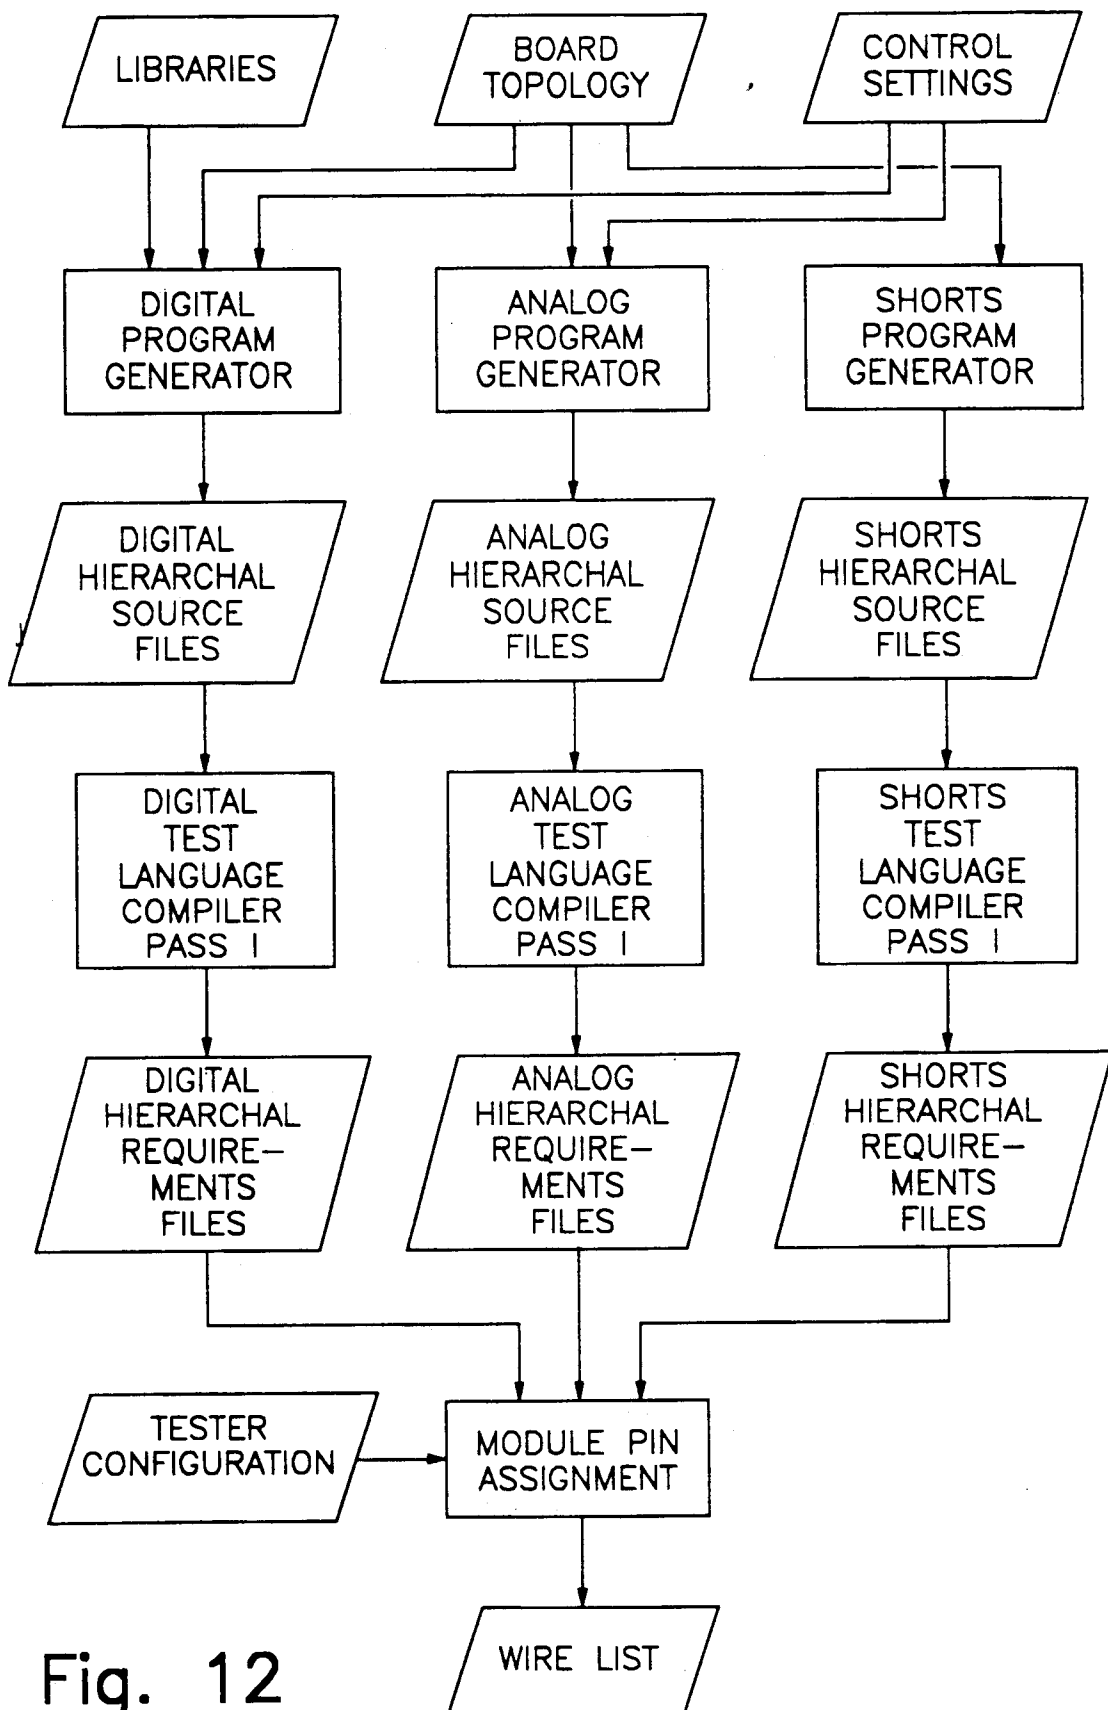 LIBRARIES
BOARD
TOPOLOGY
CONTROL
SETTINGS
DIGITAL
PROGRAM
GENERATOR
ANALOG
PROGRAM
GENERATOR
SHORTS
PROGRAM
GENERATOR
DIGITAL
HIERARCHAL
SOURCE
FILES
ANALOG
HIERARCHAL
SOURCE
FILES
SHORTS
HIERARCHAL
SOURCE
FILES
DIGITAL
TEST
LANGUAGE
COMPILER
PASS I
ANALOG
TEST
LANGUAGE
COMPILER
PASS I
SHORTS
TEST
LANGUAGE
COMPILER
PASS I
DIGITAL
HIERARCHAL
REQUIRE-
MENTS
FILES
ANALOG
HIERARCHAL
REQUIRE-
MENTS
FILES
SHORTS
HIERARCHAL
REQUIRE-
MENTS
FILES
TESTER
CONFIGURATION
MODULE PIN
ASSIGNMENT
WIRE LIST
Fig. 12